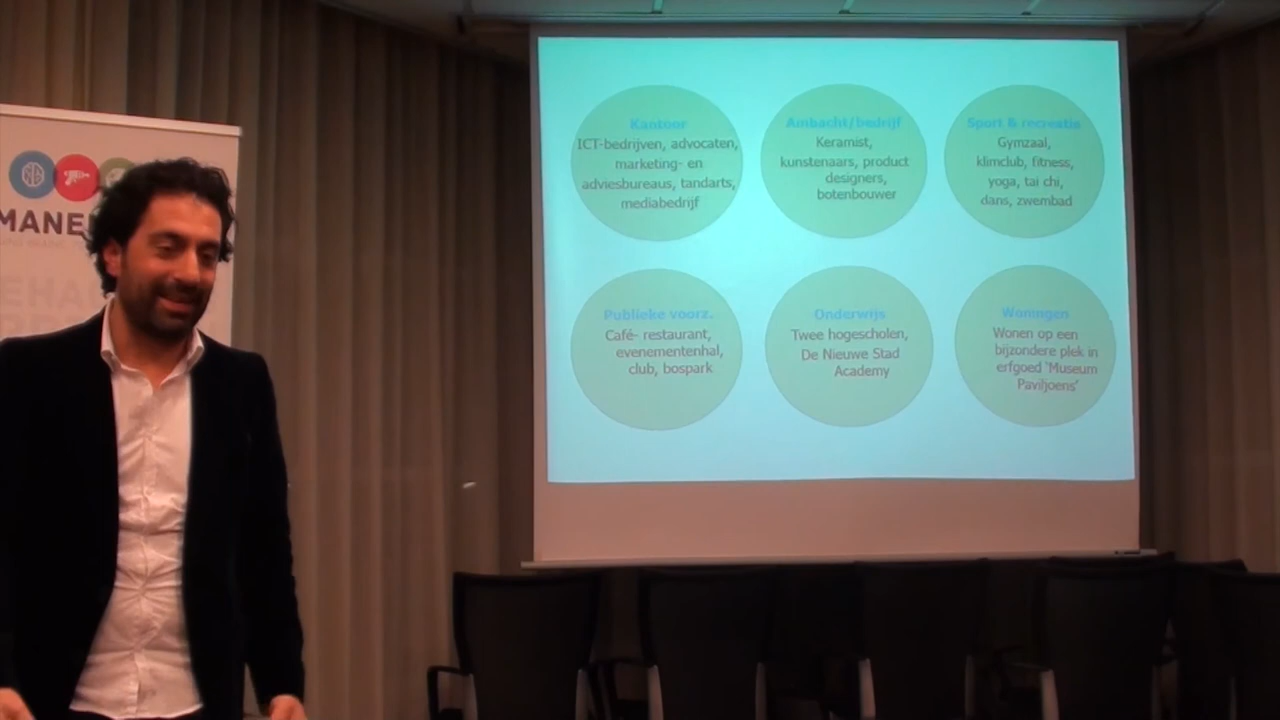 MANE
EHA
Kantoor
ICT-bedrijven, advocaten,
marketing- en
adviesbureaus, tandarts,
mediabedrijf
Ambacht/bedrijf
Keramist,
kunstenaars, product
designers,
botenbouwer
Sport & recreatie
Gymzaal,
klimclub, fitness,
yoga, tai chi,
dans, zwembad
Publieke voorz.
Café- restaurant,
evenementenhal,
club, bospark
Onderwijs
Twee hogescholen,
De Nieuwe Stad
Academy
Woningen
Wonen op een
bijzondere plek in
erfgoed 'Museum
Paviljoens'